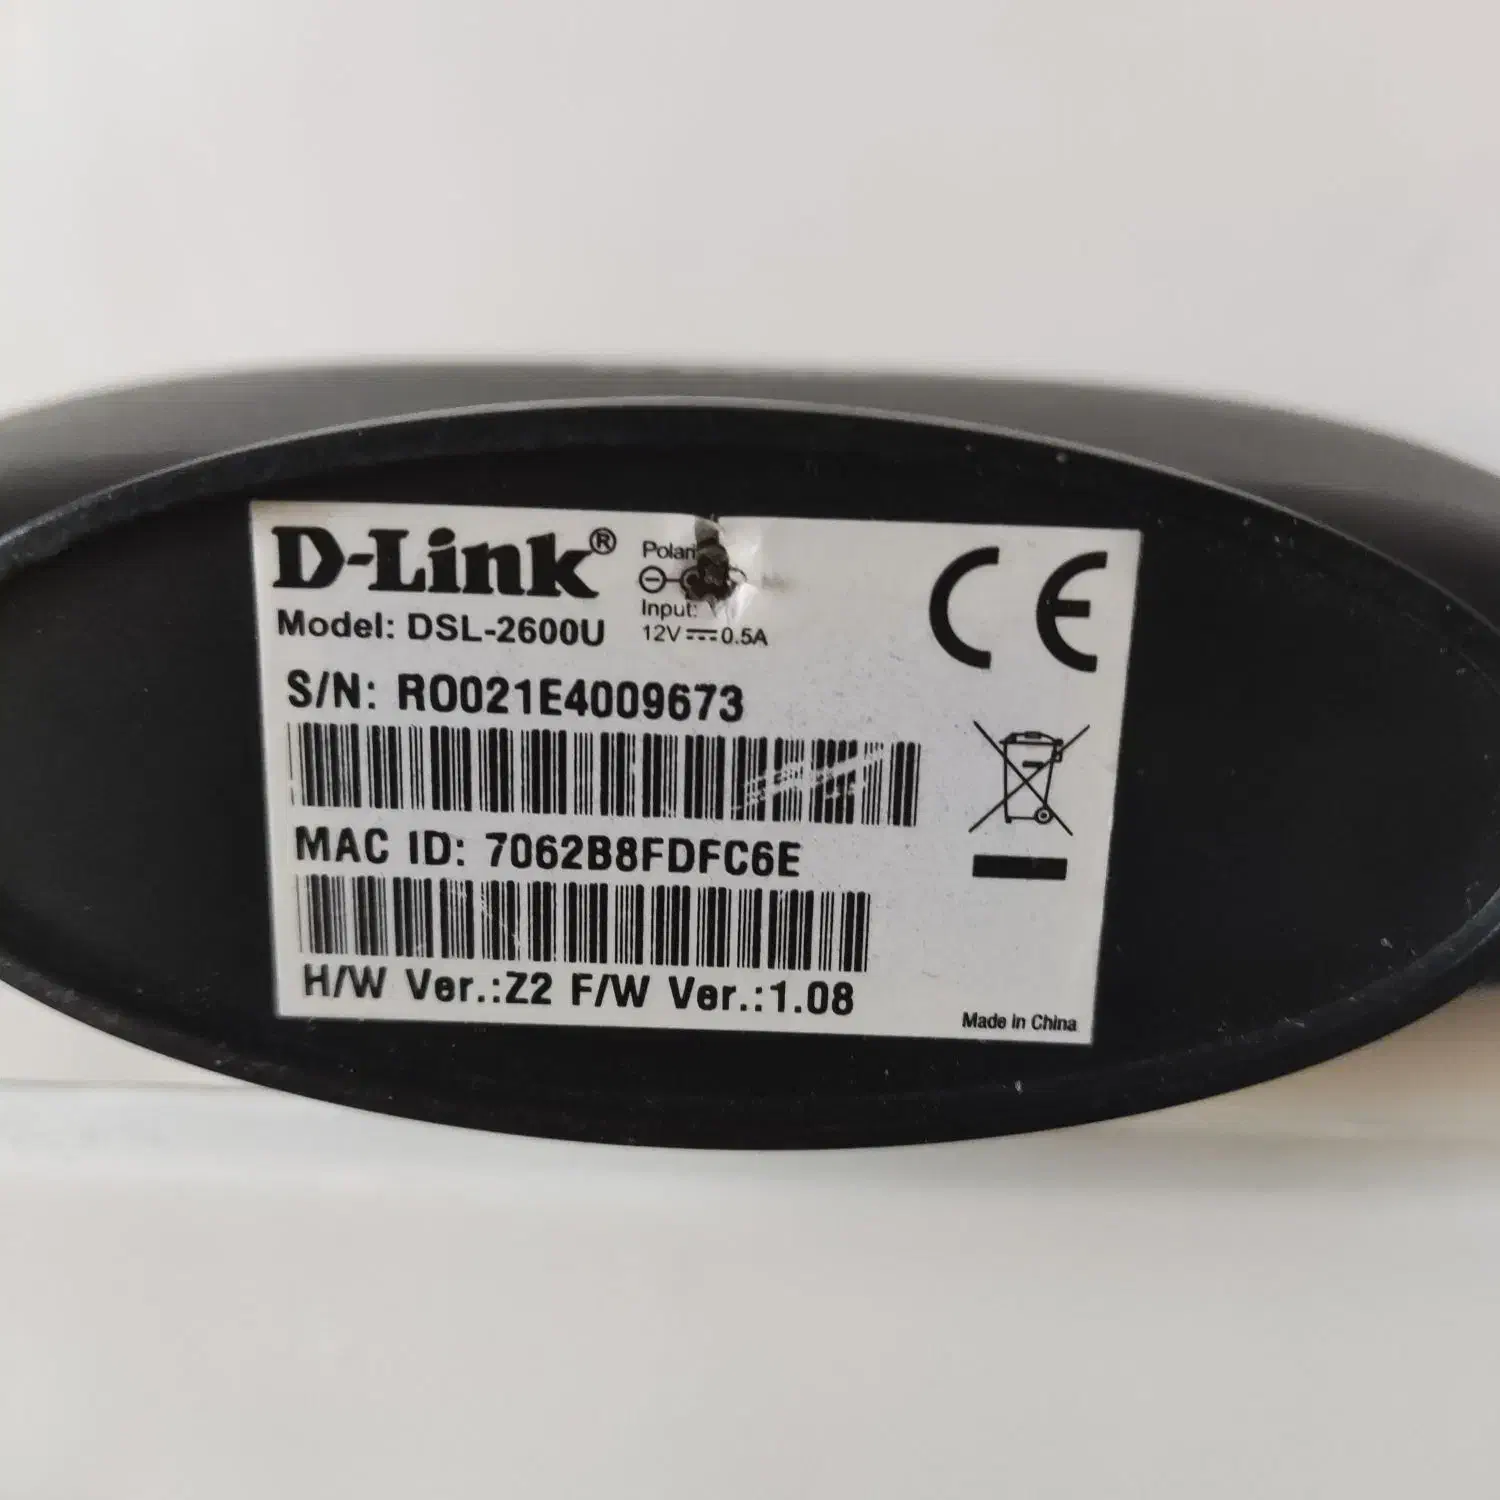 D-Link®
Model: DSL-2600U
Input:
12V⎓0.5A
CE
S/N: RO021E4009673
MAC ID: 7062B8FDFC6E
H/W Ver.:Z2 F/W Ver.:1.08
Made in China